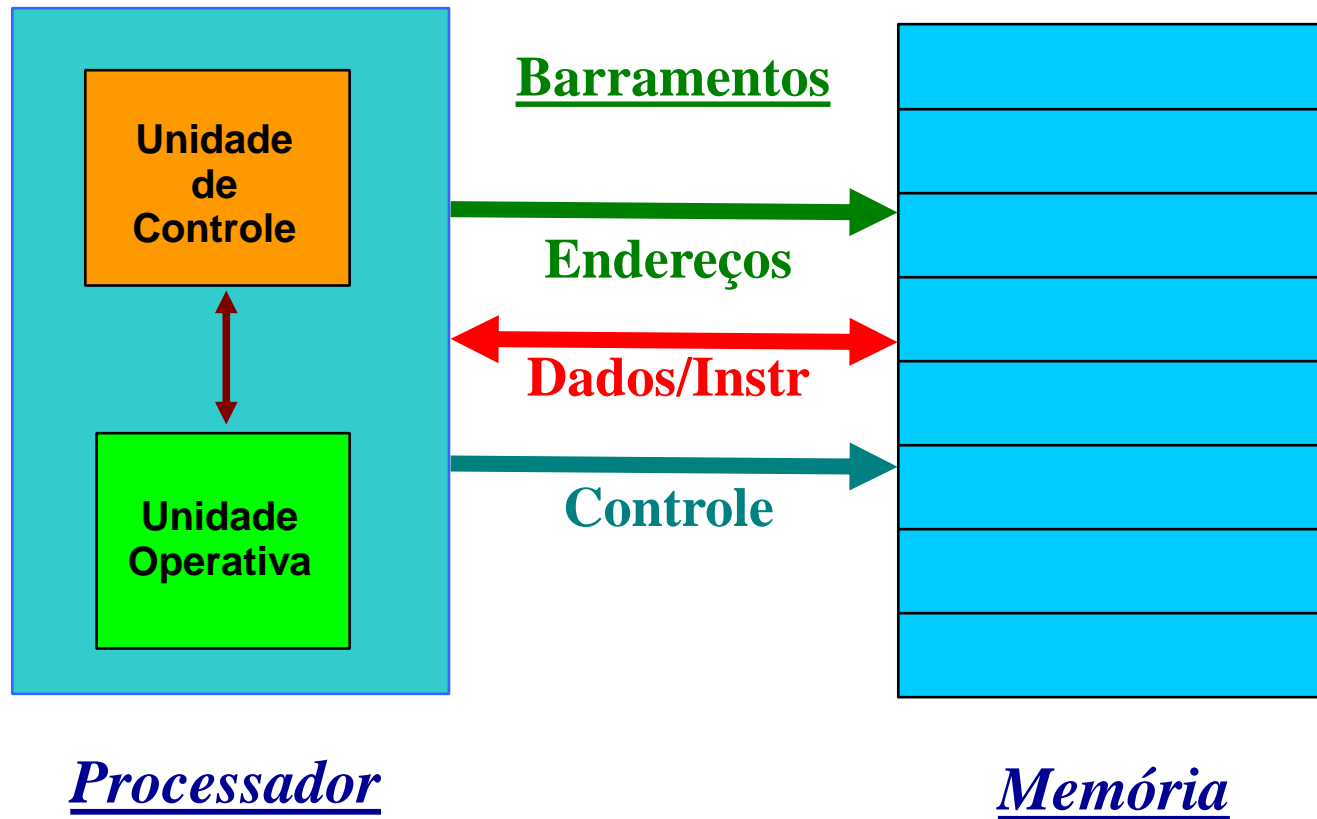 Barramentos
Unidade
de
Controle
Endereços
Dados/Instr
Controle
Unidade
Operativa
Processador
Memória